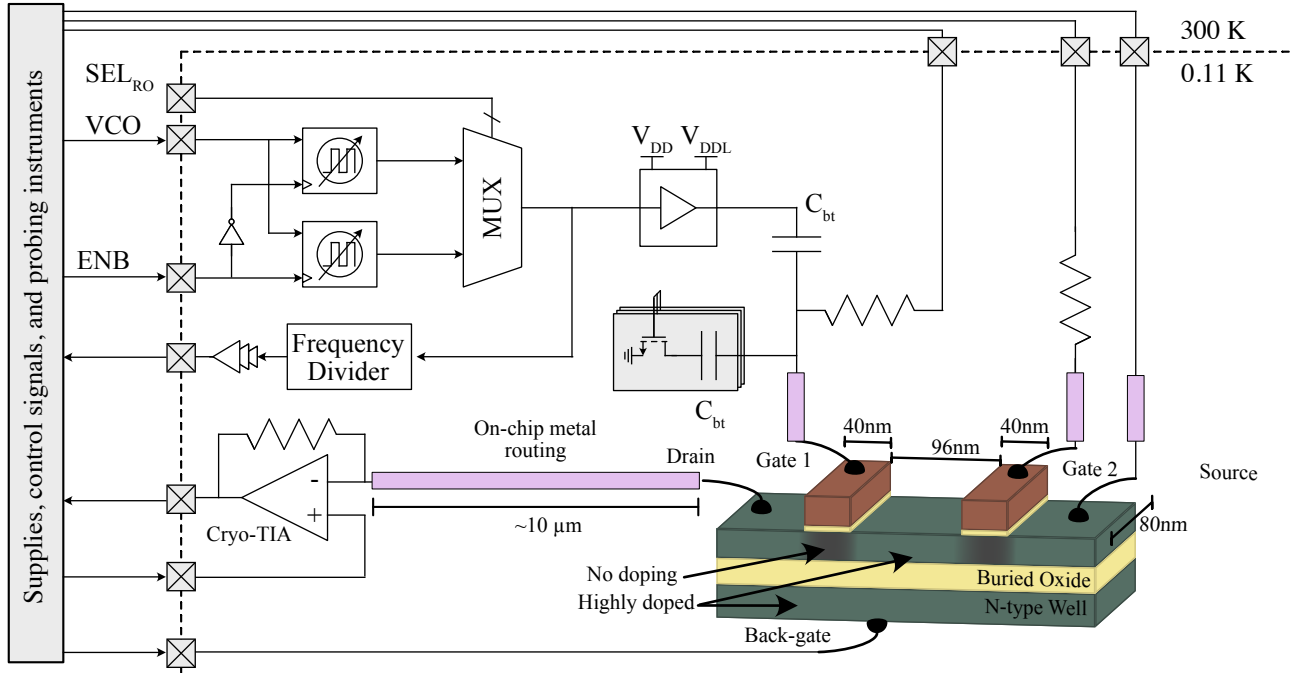 Supplies, control signals, and probing instruments
300 K
0.11 K
SEL_RO
VCO
ENB
MUX
V_DD
V_DDL
C_bt
Frequency
Divider
C_bt
On-chip metal
routing
~10 µm
Cryo-TIA
-
+
Drain
Gate 1
40nm
96nm
40nm
Gate 2
Source
80nm
No doping
Highly doped
Buried Oxide
N-type Well
Back-gate